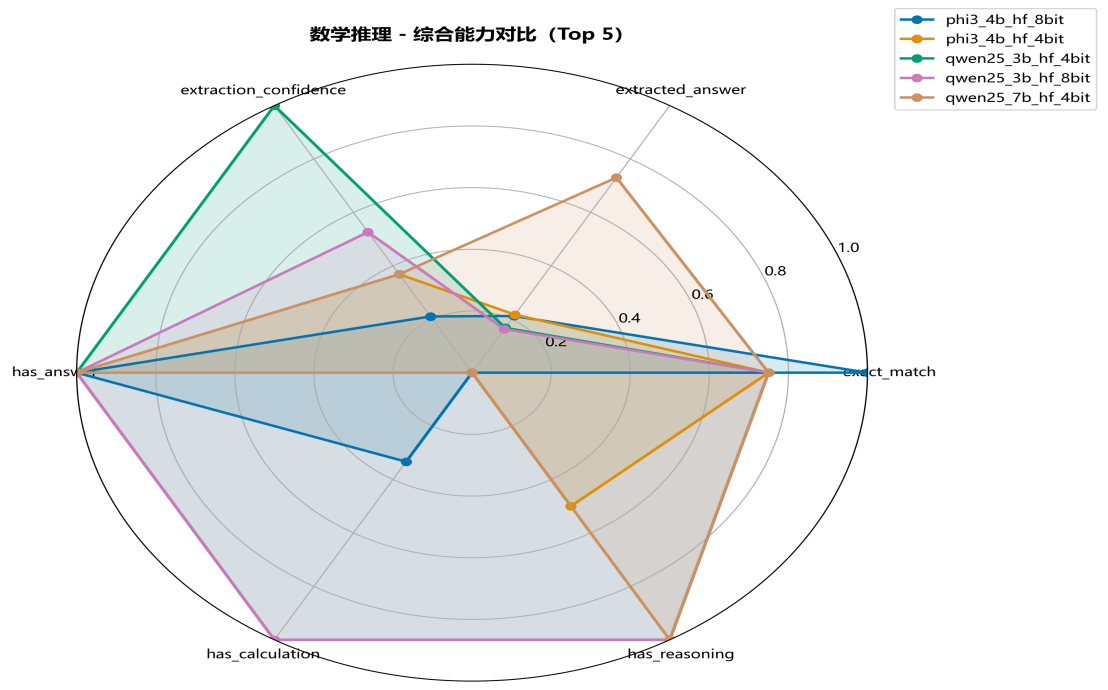 数学推理 - 综合能力对比（Top 5）
phi3_4b_hf_8bit
phi3_4b_hf_4bit
qwen25_3b_hf_4bit
qwen25_3b_hf_8bit
qwen25_7b_hf_4bit
extraction_confidence
extracted_answer
1.0
0.8
0.6
0.4
0.2
has_answer
exact_match
has_calculation
has_reasoning